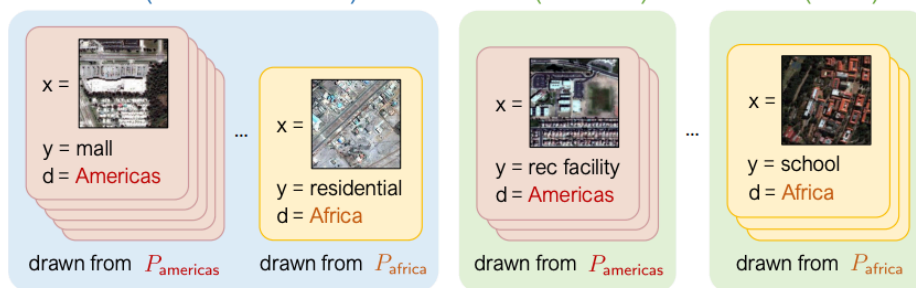 x =
y = mall
d = Americas
...
x =
y = residential
d = Africa
x =
y = rec facility
d = Americas
...
x =
y = school
d = Africa
drawn from P_americas
drawn from P_africa
drawn from P_americas
drawn from P_africa